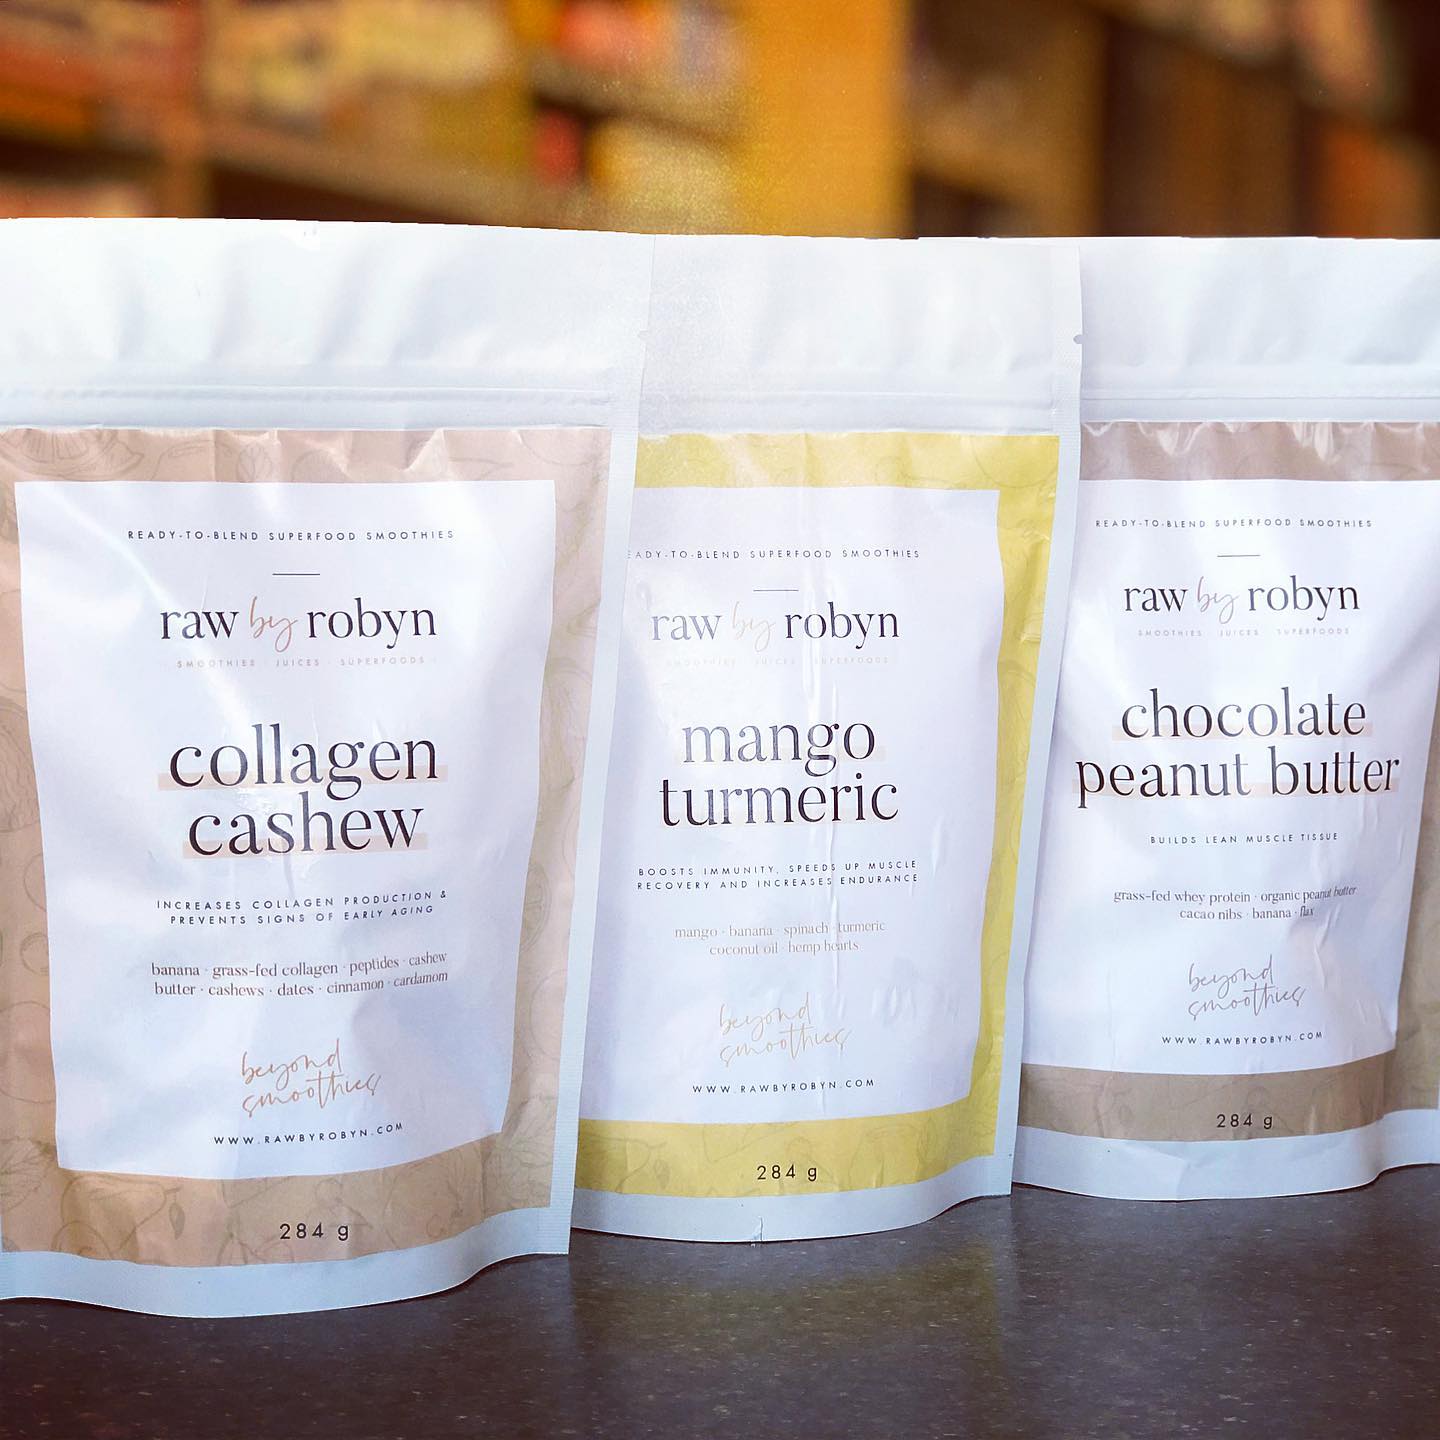 READY-TO-BLEND SUPERFOOD SMOOTHIES
raw by robyn
SMOOTHIES · JUICES · SUPERFOODS
collagen
cashew
INCREASES COLLAGEN PRODUCTION &
PREVENTS SIGNS OF EARLY AGING
banana · grass-fed collagen · peptides · cashew
butter · cashews · dates · cinnamon · cardamom
beyond
smoothies
WWW.RAWBYROBYN.COM
284 g
EADY-TO-BLEND SUPERFOOD SMOOTHIES
raw by robyn
SMOOTHIES · JUICES · SUPERFOODS
mango
turmeric
BOOSTS IMMUNITY, SPEEDS UP MUSCLE
RECOVERY AND INCREASES ENDURANCE
mango · banana · spinach · turmeric
coconut oil · hemp hearts
beyond
smoothies
WWW.RAWBYROBYN.COM
284 g
READY-TO-BLEND SUPERFOOD SMOOTHIES
raw by robyn
SMOOTHIES · JUICES · SUPERFOODS
chocolate
peanut butter
BUILDS LEAN MUSCLE TISSUE
grass-fed whey protein · organic peanut butter
cacao nibs · banana · flax
beyond
smoothies
WWW.RAWBYROBYN.COM
284 g